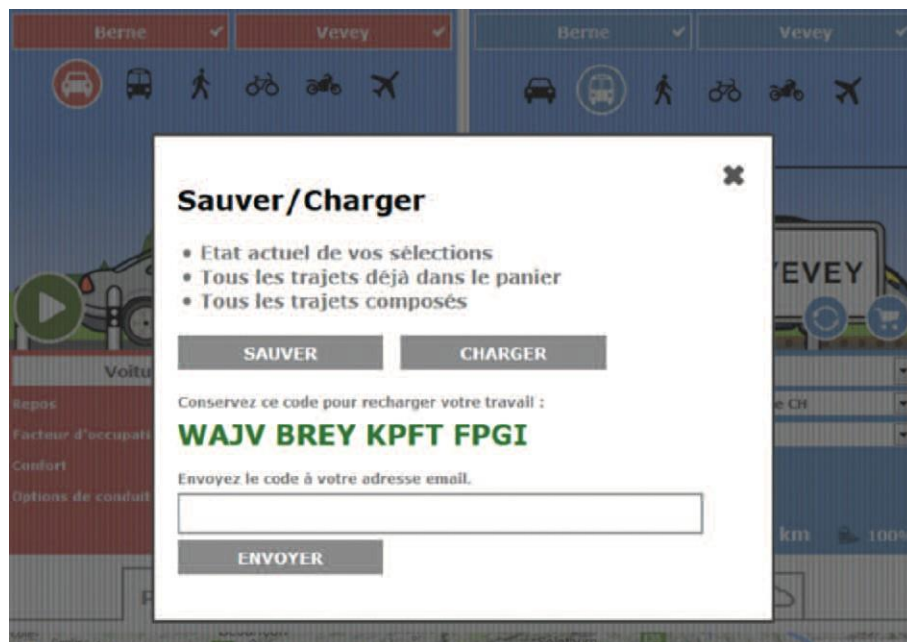 Berne Vevey Berne Vevey
Sauver/Charger
• Etat actuel de vos sélections
• Tous les trajets déjà dans le panier
• Tous les trajets composés
SAUVER CHARGER
Conservez ce code pour recharger votre travail :
WAJV BREY KPFT FPGI
Envoyez le code à votre adresse email.
ENVOYER
VEVEY
Voitu
Repos
CH
Facteur d'occupati
Confort
Options de conduit
km 100%